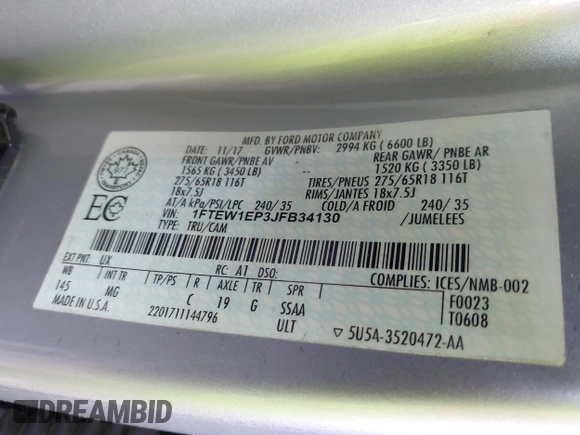 MFD. BY FORD MOTOR COMPANY
DATE: 11/17 GVWR/PNBV: 2994 KG ( 6600 LB)
FRONT GAWR/PNBE AV REAR GAWR/ PNBE AR
1565 KG ( 3450 LB) 1520 KG ( 3350 LB)
275/65R18 116T TIRES/PNEUS 275/65R18 116T
18x7.5J RIMS/JANTES 18x7.5J
AT/A kPa/PSI/LPC 240/ 35 COLD/A FROID 240/ 35
VIN: 1FTEW1EP3JFB34130 /JUMELEES
TYPE: TRU/CAM
977
EC
EXT PNT: UX RC: A1 DSO: COMPLIES: ICES/NMB-002
WB INT TR TP/PS R AXLE TR SPR F0023
145 MG C 19 G SSAA T0608
MADE IN U.S.A. 2201711144796 ULT ▽ 5U5A-3520472-AA
DREAMBID